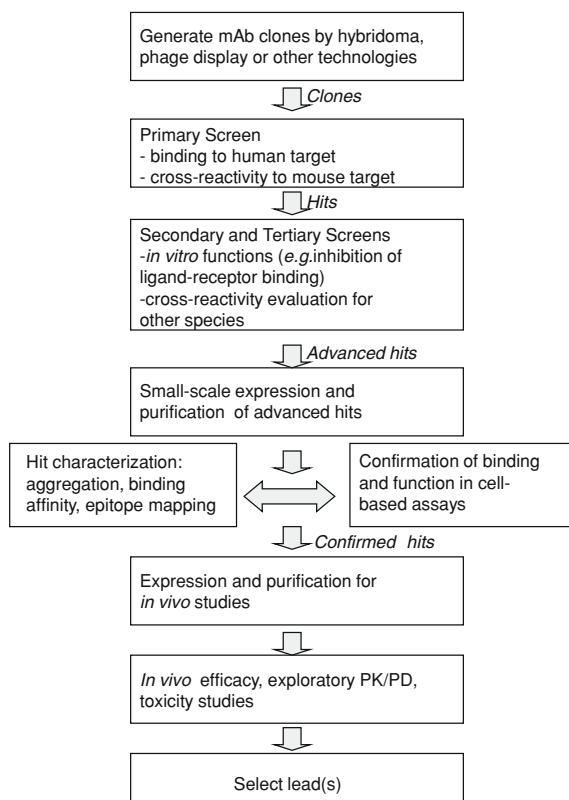 Generate mAb clones by hybridoma,
phage display or other technologies
Clones
Primary Screen
- binding to human target
- cross-reactivity to mouse target
Hits
Secondary and Tertiary Screens
-in vitro functions (e.g.inhibition of
ligand-receptor binding)
-cross-reactivity evaluation for
other species
Advanced hits
Small-scale expression and
purification of advanced hits
Hit characterization:
aggregation, binding
affinity, epitope mapping
Confirmation of binding
and function in cell-
based assays
Confirmed hits
Expression and purification for
in vivo studies
In vivo efficacy, exploratory PK/PD,
toxicity studies
Select lead(s)